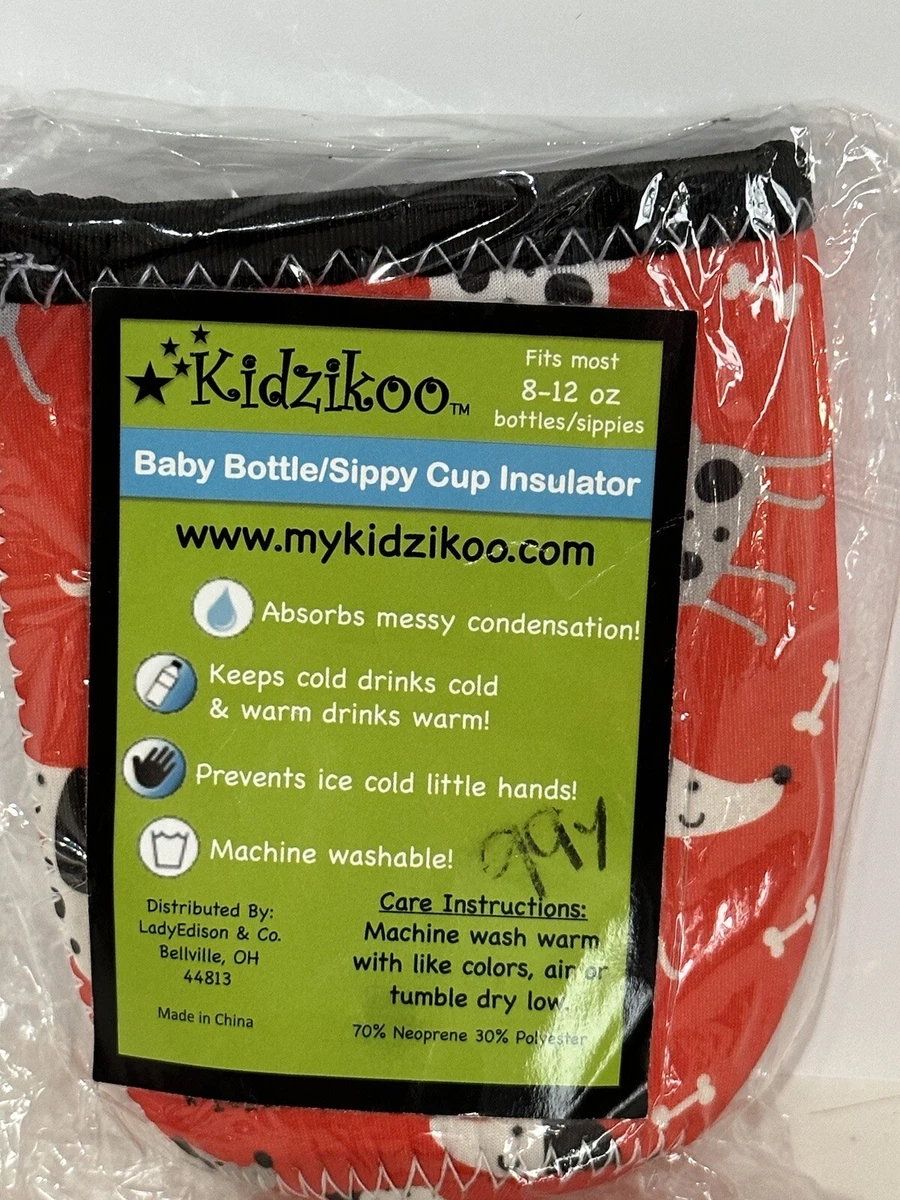 Kidzikoo™
Fits most
8-12 oz
bottles/sippies
Baby Bottle/Sippy Cup Insulator
www.mykidzikoo.com
Absorbs messy condensation!
Keeps cold drinks cold
& warm drinks warm!
Prevents ice cold little hands!
Machine washable!
Distributed By:
LadyEdison & Co.
Bellville, OH
44813
Made in China
Care Instructions:
Machine wash warm
with like colors, air or
tumble dry low.
70% Neoprene 30% Polyester